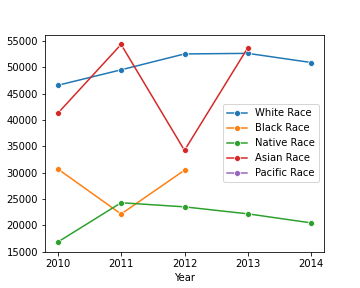 55000
50000
45000
40000
35000
30000
25000
20000
15000
White Race
Black Race
Native Race
Asian Race
Pacific Race
2010 2011 2012 2013 2014
Year